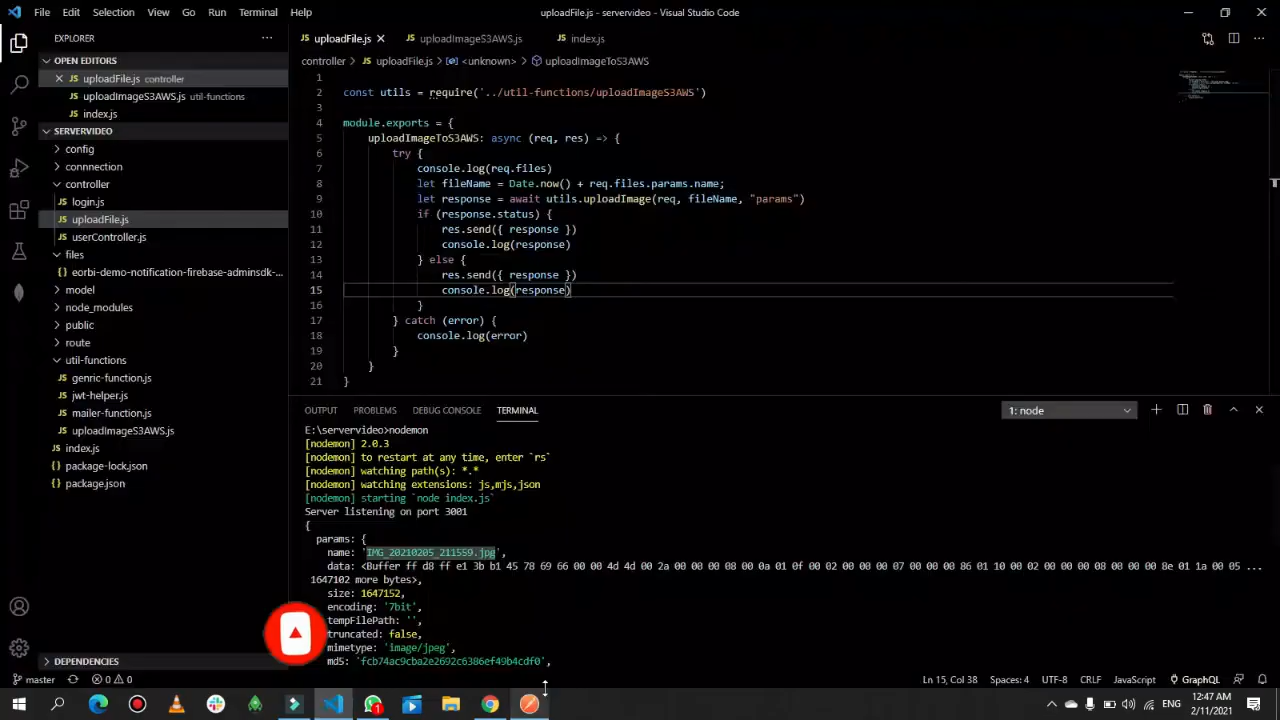 File Edit Selection View Go Run Terminal Help
uploadFile.js - servervideo - Visual Studio Code
EXPLORER
OPEN EDITORS
uploadFile.js controller
uploadImageS3AWS.js util-functions
index.js
SERVERVIDEO
config
connnection
controller
login.js
uploadFile.js
userController.js
files
eorbi-demo-notification-firebase-adminsdk-...
model
node_modules
public
route
util-functions
genric-function.js
jwt-helper.js
mailer-function.js
uploadImageS3AWS.js
index.js
package-lock.json
package.json
DEPENDENCIES
uploadFile.js uploadImageS3AWS.js index.js
controller > uploadFile.js > <unknown> > uploadImageToS3AWS
1
2 const utils = require('../util-functions/uploadImageS3AWS')
3
4 module.exports = {
5 uploadImageToS3AWS: async (req, res) => {
6 try {
7 console.log(req.files)
8 let fileName = Date.now() + req.files.params.name;
9 let response = await utils.uploadImage(req, fileName, "params")
10 if (response.status) {
11 res.send({ response })
12 console.log(response)
13 } else {
14 res.send({ response })
15 console.log(response)
16 }
17 } catch (error) {
18 console.log(error)
19 }
20 }
21 }
OUTPUT PROBLEMS DEBUG CONSOLE TERMINAL
1: node
E:\servervideo>nodemon
[nodemon] 2.0.3
[nodemon] to restart at any time, enter `rs`
[nodemon] watching path(s): *.*
[nodemon] watching extensions: js,mjs,json
[nodemon] starting `node index.js`
Server listening on port 3001
{
params: {
name: 'IMG_20210205_211559.jpg',
data: <Buffer ff d8 ff e1 3b b1 45 78 69 66 00 00 4d 4d 00 2a 00 00 00 08 00 0a 01 0f 00 02 00 00 00 07 00 00 00 86 01 10 00 02 00 00 00 08 00 00 00 8e 01 1a 00 05 ...
1647102 more bytes>,
size: 1647152,
encoding: '7bit',
tempFilePath: '',
truncated: false,
mimetype: 'image/jpeg',
md5: 'fcb74ac9cba2e2692c6386ef49b4cdf0',
master 0 0
Ln 15, Col 38 Spaces: 4 UTF-8 CRLF JavaScript GraphQL
1
ENG
12:47 AM
2/11/2021